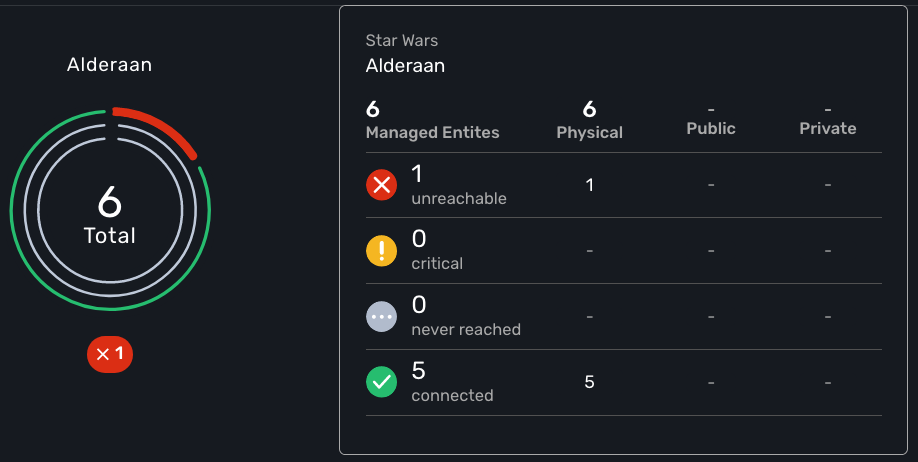 Alderaan
6
Total
1
Star Wars
Alderaan
6 6 - -
Managed Entites Physical Public Private
1
unreachable 1 - -
0
critical - - -
0
never reached - - -
5
connected 5 - -